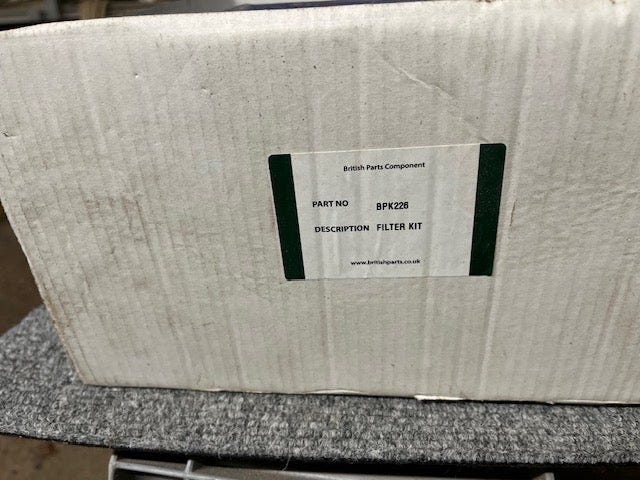 British Parts Component
PART NO BPK226
DESCRIPTION FILTER KIT
www.britishparts.co.uk